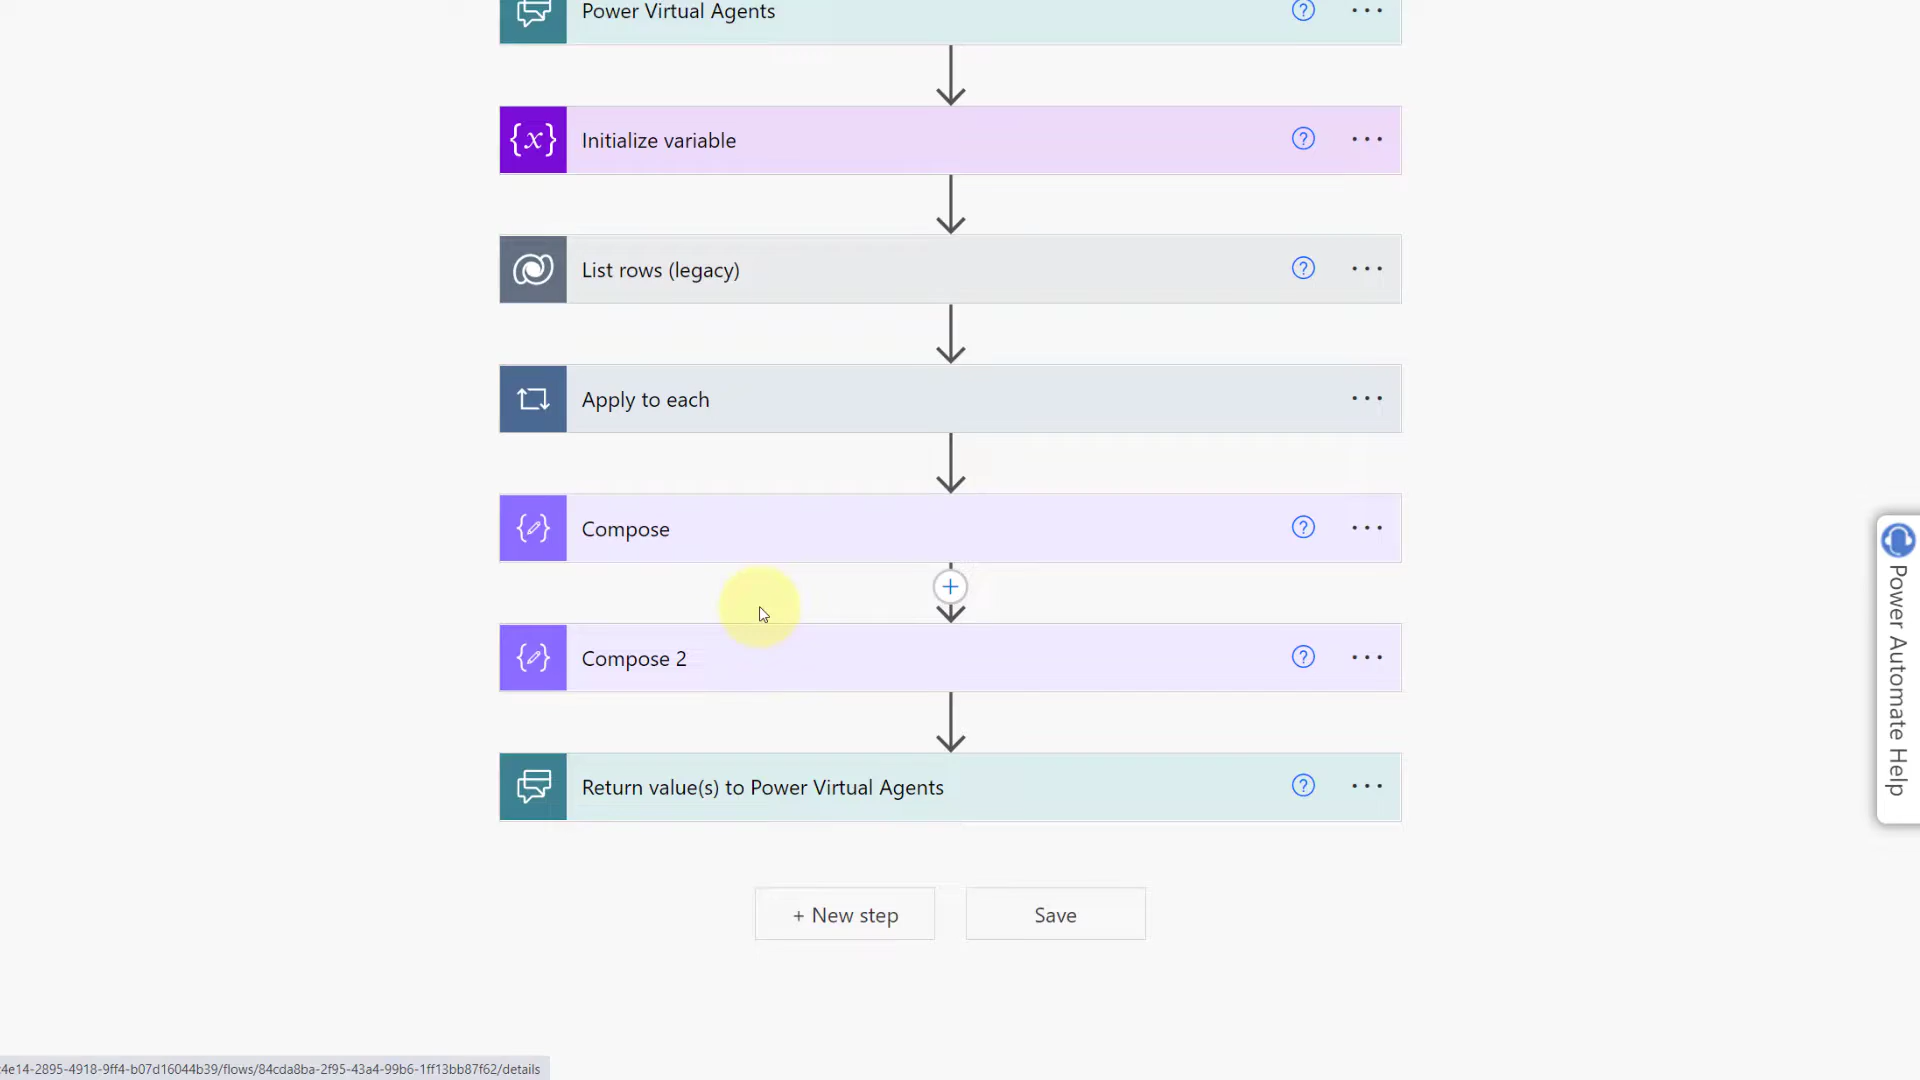 Power Virtual Agents
Initialize variable
List rows (legacy)
Apply to each
Compose
Compose 2
Return value(s) to Power Virtual Agents
+ New step
Save
Power Automate Help
4e14-2895-4918-9ff4-b07d16044b39/flows/84cda8ba-2f95-43a4-99b6-1ff13bb87f62/details